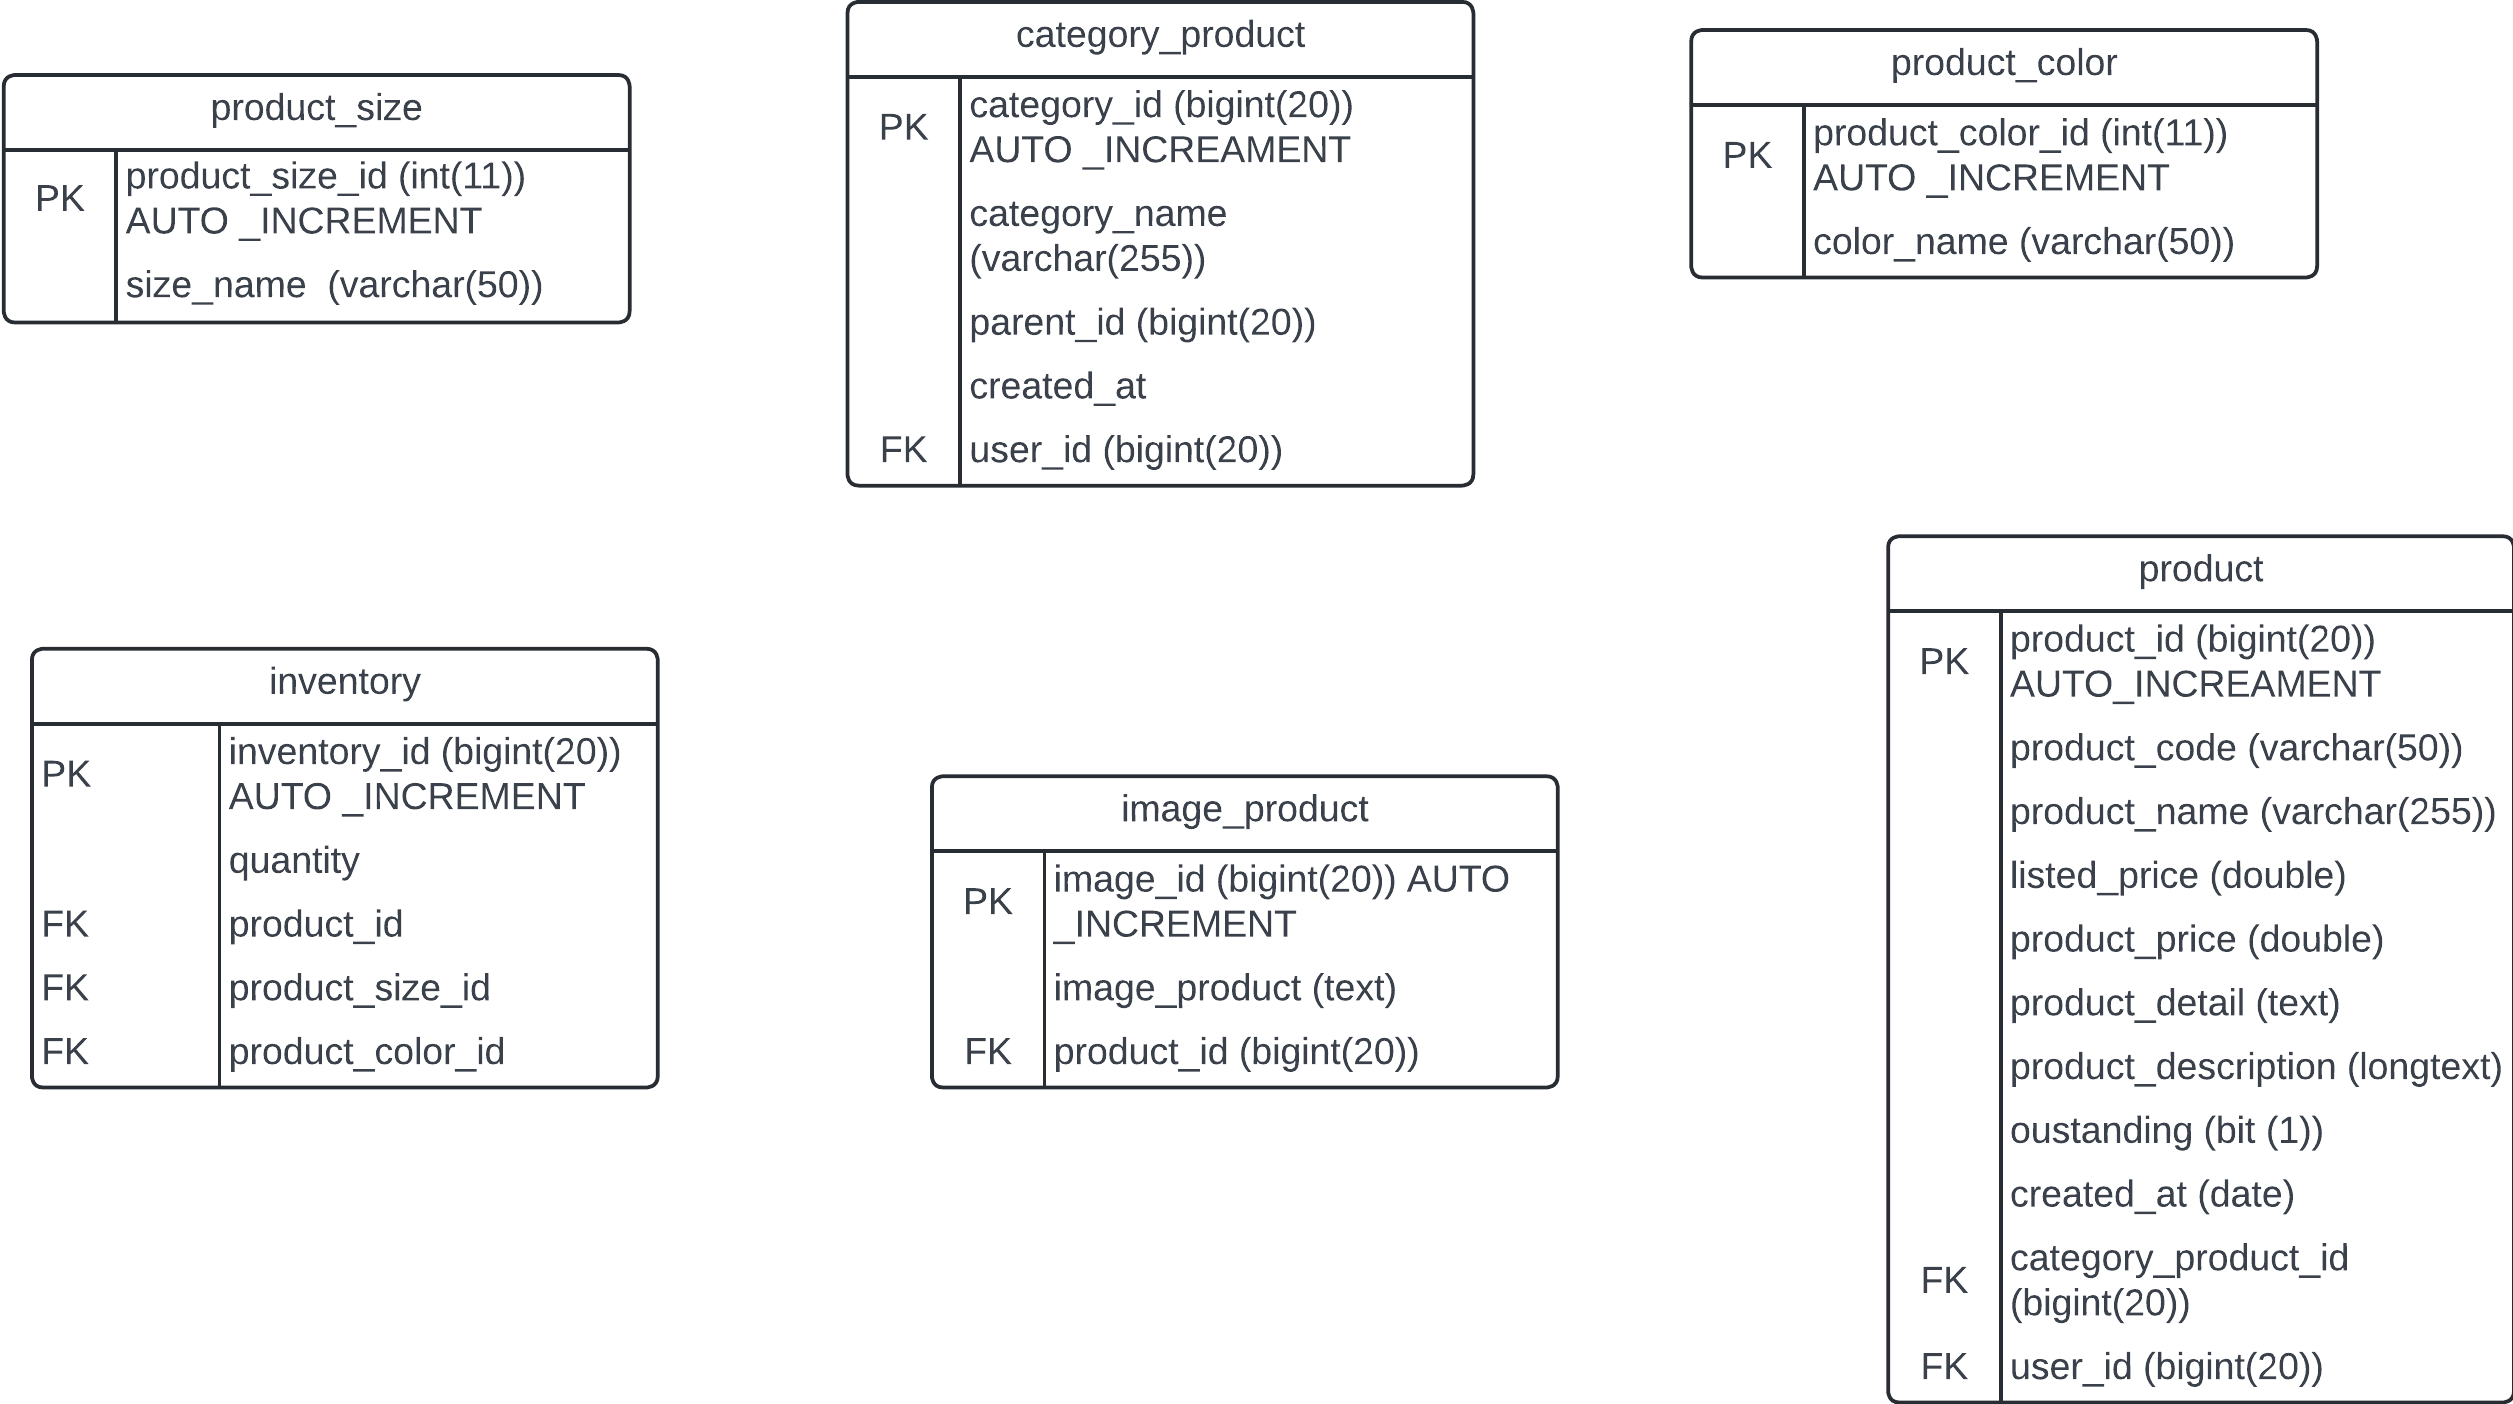 product_size
PK
product_size_id (int(11))
AUTO _INCREMENT
size_name  (varchar(50))
category_product
PK
category_id (bigint(20))
AUTO _INCREAMENT
category_name
(varchar(255))
parent_id (bigint(20))
created_at
FK
user_id (bigint(20))
product_color
PK
product_color_id (int(11))
AUTO _INCREMENT
color_name (varchar(50))
inventory
PK
inventory_id (bigint(20))
AUTO _INCREMENT
quantity
FK
product_id
FK
product_size_id
FK
product_color_id
image_product
PK
image_id (bigint(20)) AUTO
_INCREMENT
image_product (text)
FK
product_id (bigint(20))
product
PK
product_id (bigint(20))
AUTO_INCREAMENT
product_code (varchar(50))
product_name (varchar(255))
listed_price (double)
product_price (double)
product_detail (text)
product_description (longtext)
oustanding (bit (1))
created_at (date)
FK
category_product_id
(bigint(20))
FK
user_id (bigint(20))